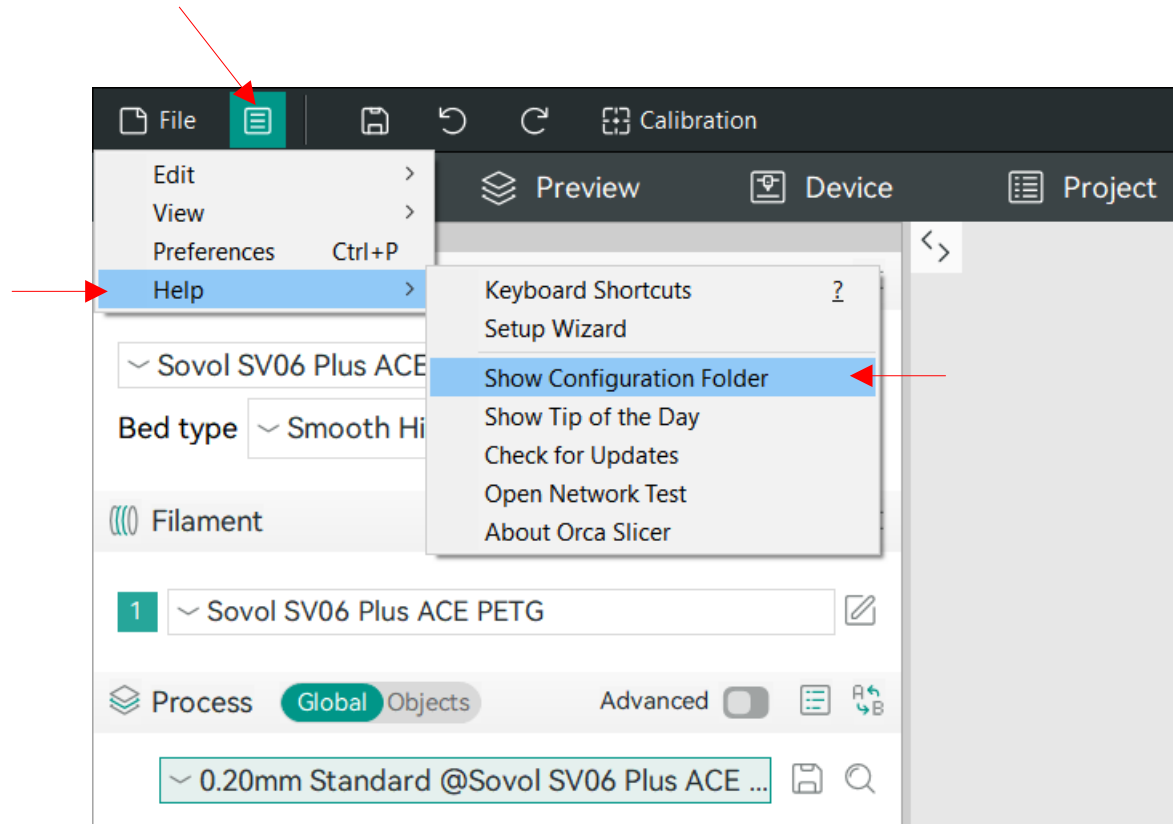 File Calibration
Edit
View
Preferences Ctrl+P
Help
Preview Device Project
Keyboard Shortcuts ?
Setup Wizard
Show Configuration Folder
Show Tip of the Day
Check for Updates
Open Network Test
About Orca Slicer
Sovol SV06 Plus ACE
Bed type Smooth Hi
Filament
1 Sovol SV06 Plus ACE PETG
Process Global Objects Advanced
0.20mm Standard @Sovol SV06 Plus ACE ...